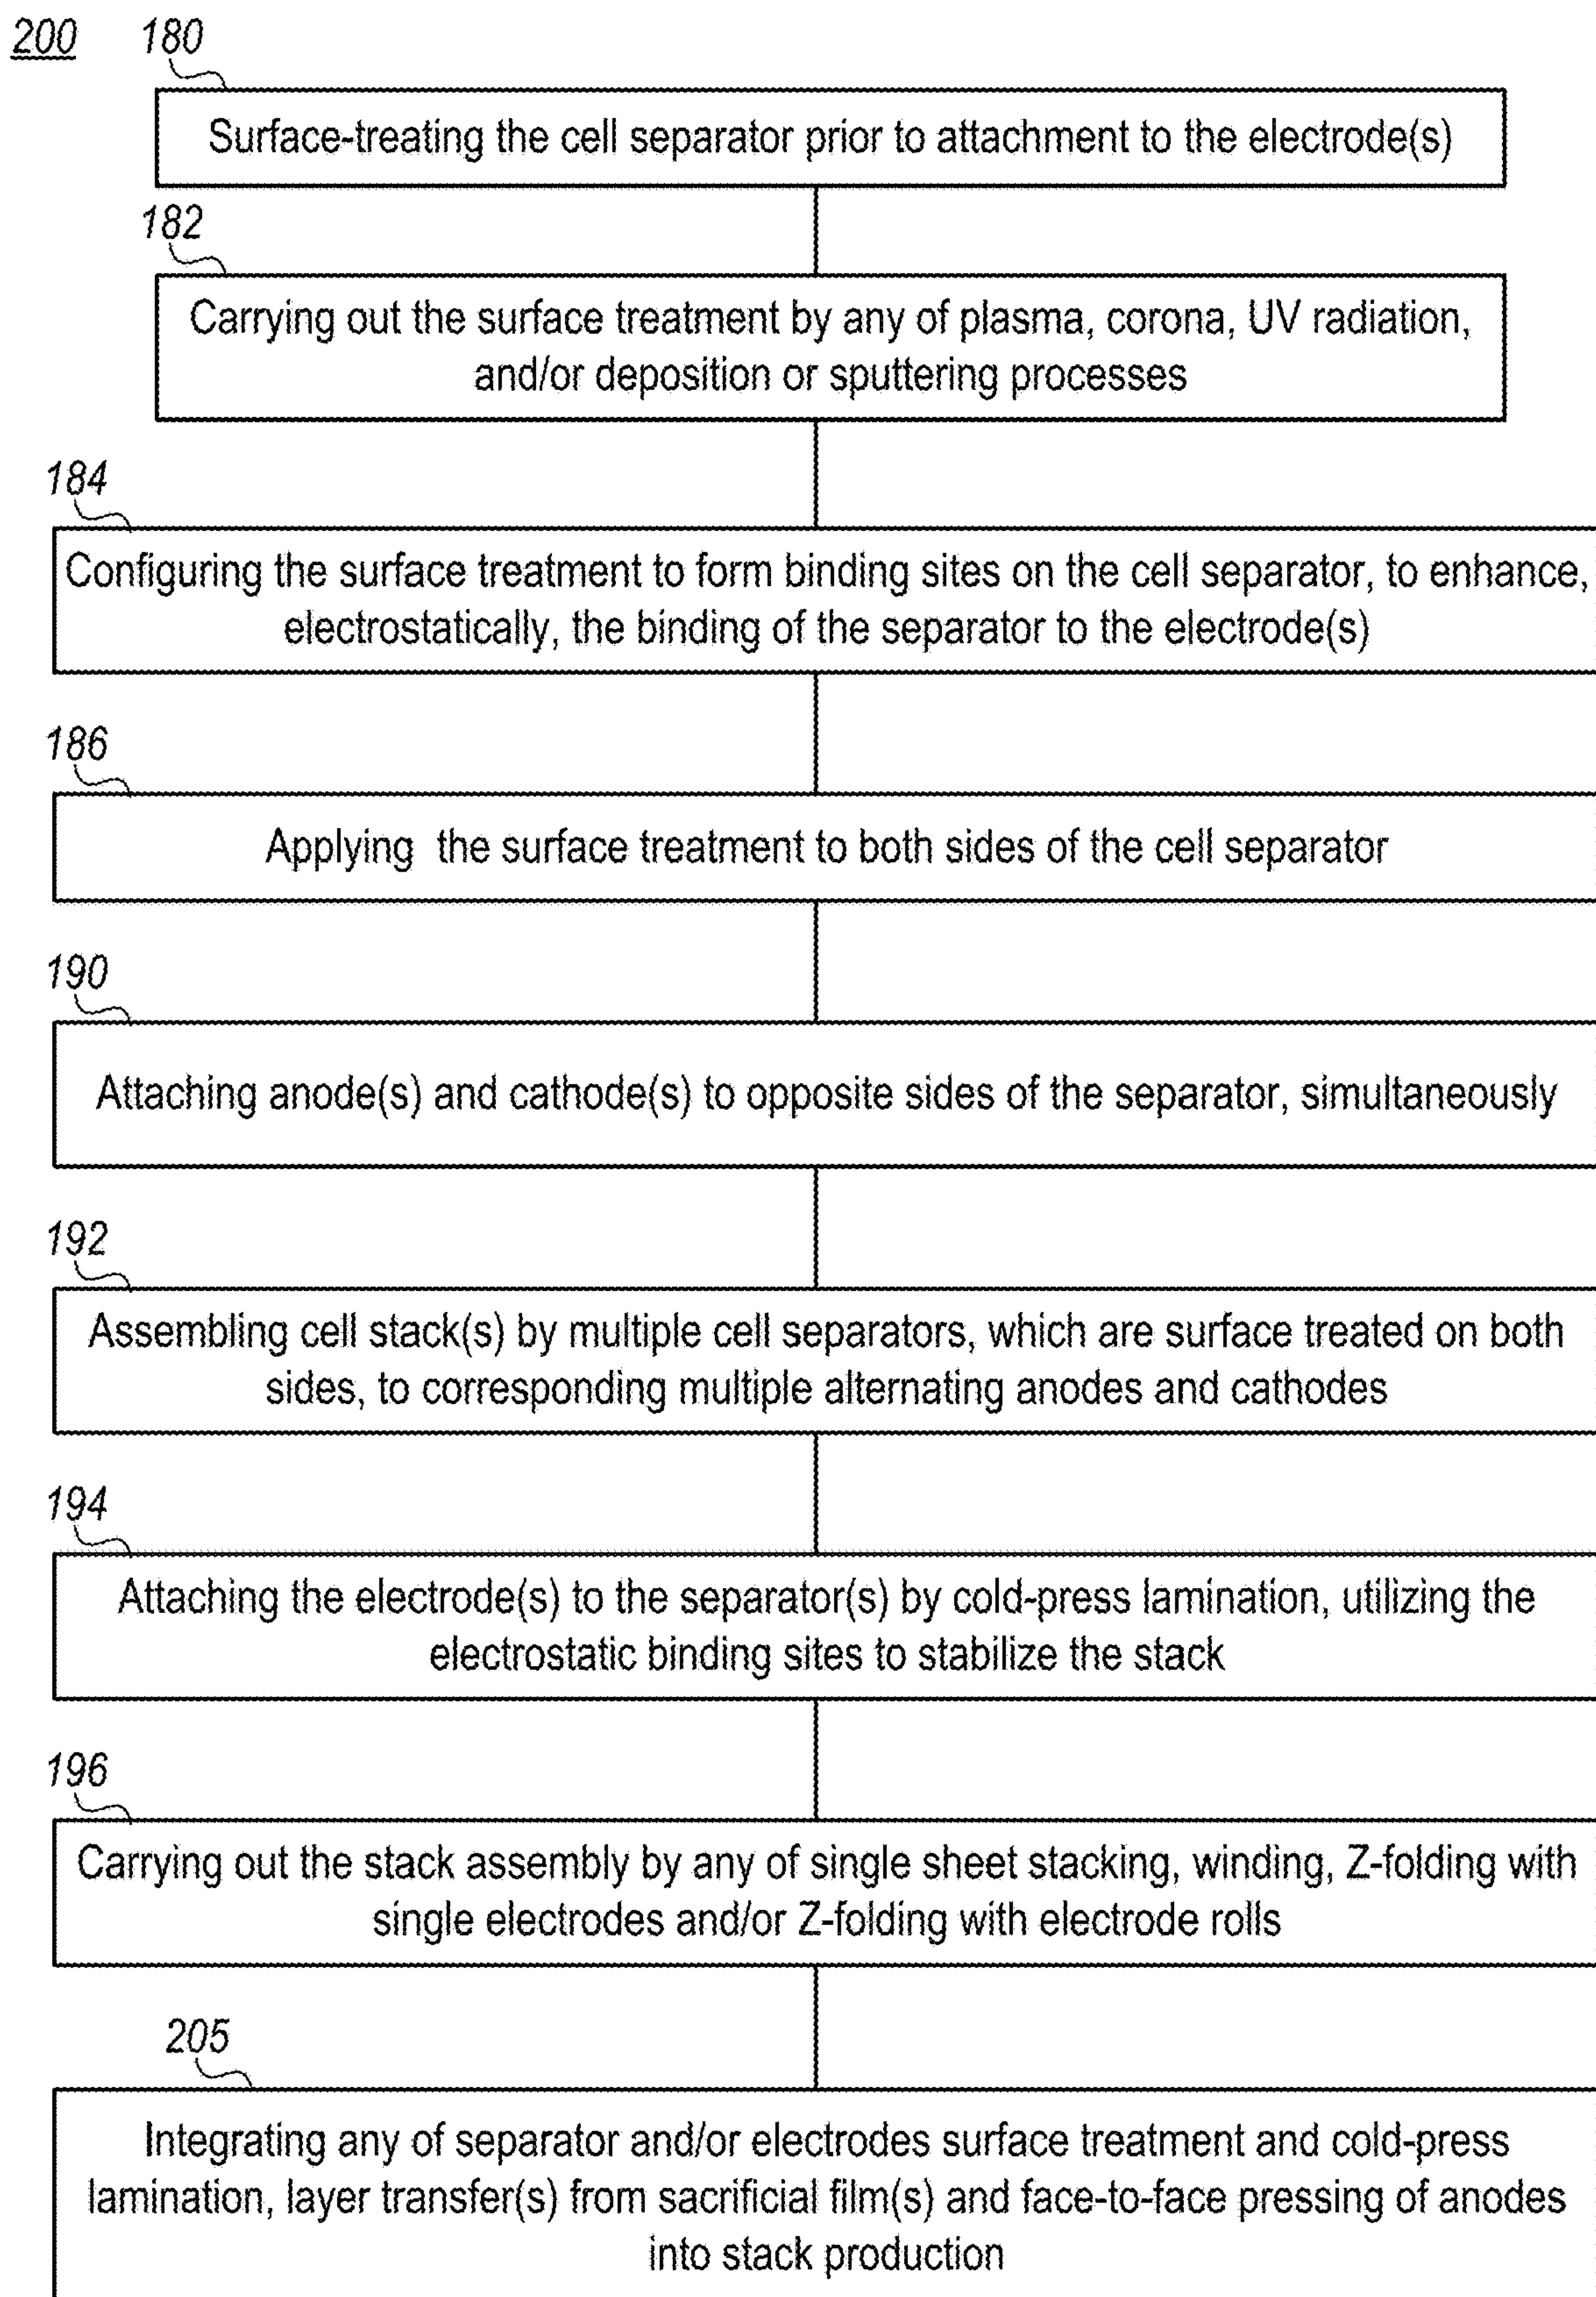 200
180
Surface-treating the cell separator prior to attachment to the electrode(s)
182
Carrying out the surface treatment by any of plasma, corona, UV radiation,
and/or deposition or sputtering processes
184
Configuring the surface treatment to form binding sites on the cell separator, to enhance,
electrostatically, the binding of the separator to the electrode(s)
186
Applying the surface treatment to both sides of the cell separator
190
Attaching anode(s) and cathode(s) to opposite sides of the separator, simultaneously
192
Assembling cell stack(s) by multiple cell separators, which are surface treated on both
sides, to corresponding multiple alternating anodes and cathodes
194
Attaching the electrode(s) to the separator(s) by cold-press lamination, utilizing the
electrostatic binding sites to stabilize the stack
196
Carrying out the stack assembly by any of single sheet stacking, winding, Z-folding with
single electrodes and/or Z-folding with electrode rolls
205
Integrating any of separator and/or electrodes surface treatment and cold-press
lamination, layer transfer(s) from sacrificial film(s) and face-to-face pressing of anodes
into stack production